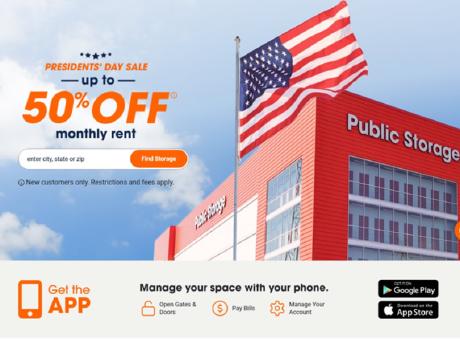 PRESIDENTS' DAY SALE
up to
50% OFF
monthly rent
enter city, state or zip
Find Storage
New customers only. Restrictions and fees apply.
Public Storage
Public Storage
Get the
APP
Manage your space with your phone.
Open Gates &
Doors
Pay Bills
Manage Your
Account
GET IT ON
Google Play
Download on the
App Store